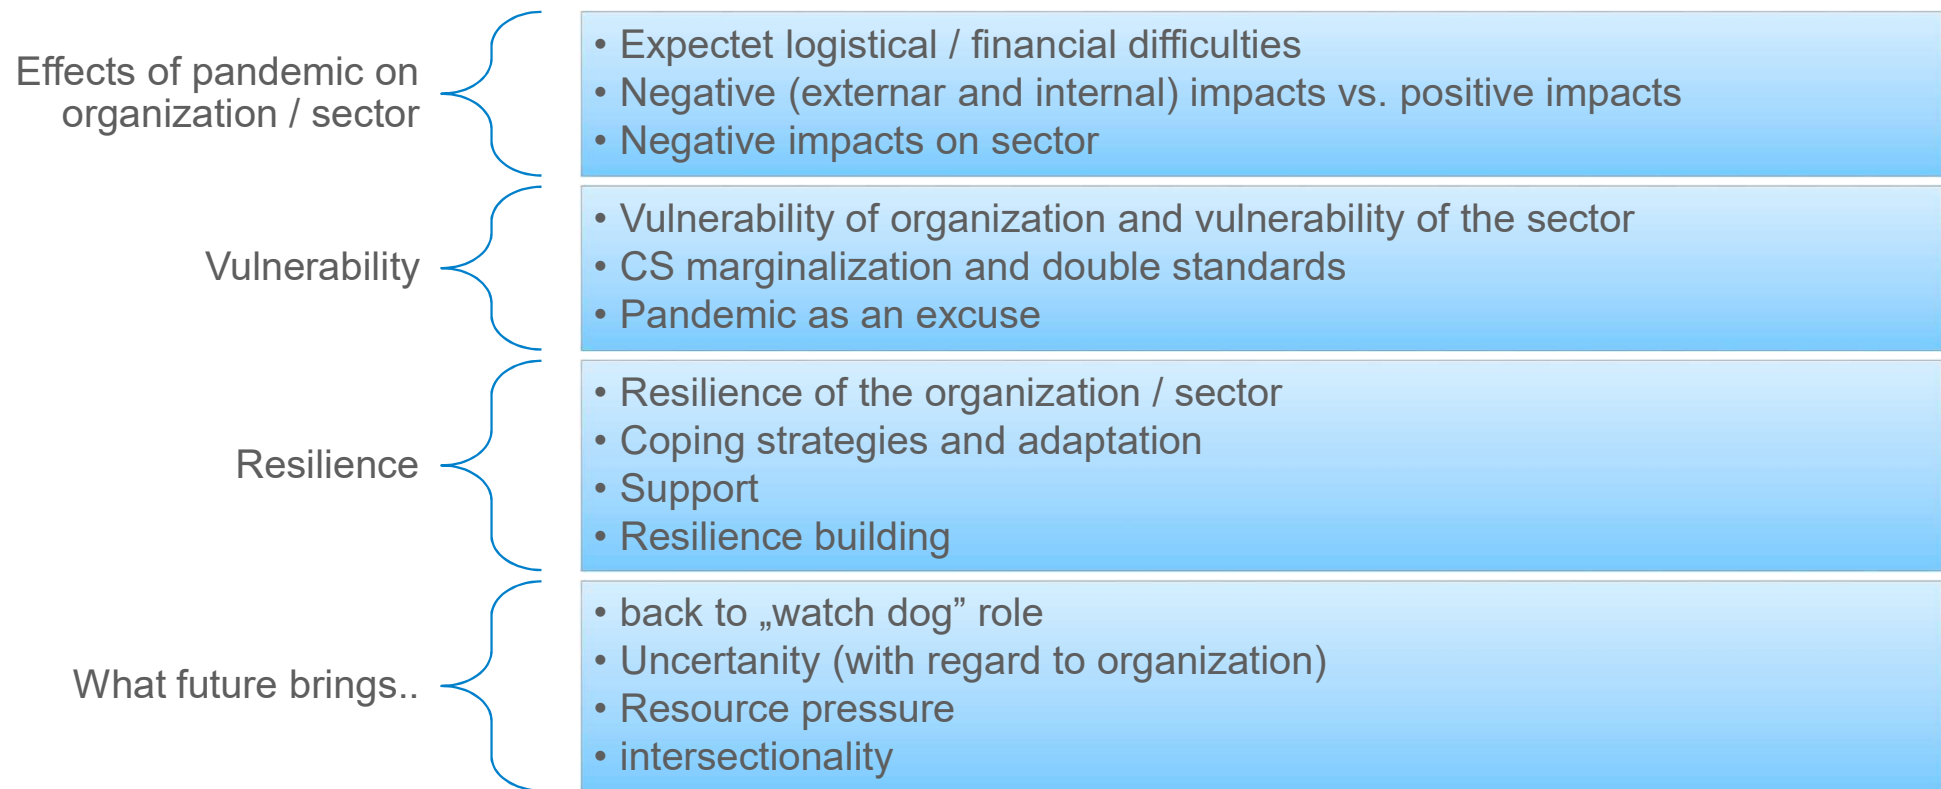 Effects of pandemic on
organization / sector
• Expectet logistical / financial difficulties
• Negative (externar and internal) impacts vs. positive impacts
• Negative impacts on sector
Vulnerability
• Vulnerability of organization and vulnerability of the sector
• CS marginalization and double standards
• Pandemic as an excuse
Resilience
• Resilience of the organization / sector
• Coping strategies and adaptation
• Support
• Resilience building
What future brings..
• back to „watch dog” role
• Uncertanity (with regard to organization)
• Resource pressure
• intersectionality